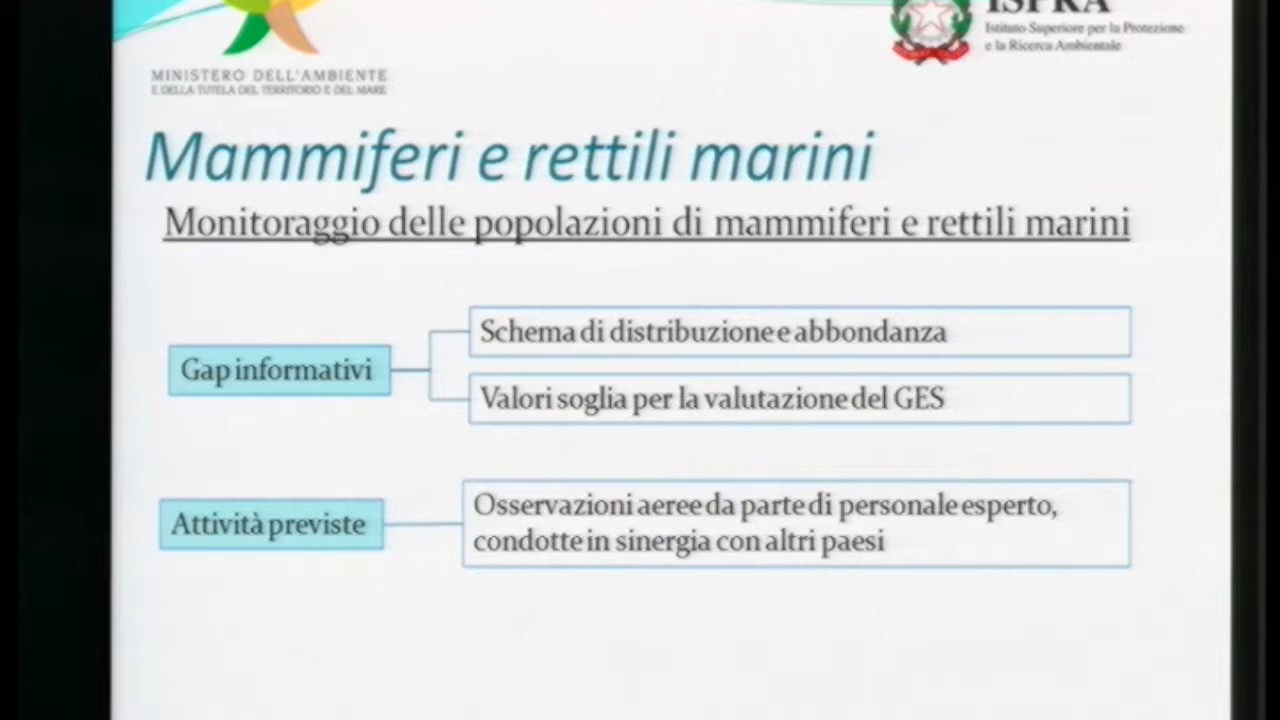 ISPRA
Istituto Superiore per la Protezione
e la Ricerca Ambientale
MINISTERO DELL'AMBIENTE
E DELLA TUTELA DEL TERRITORIO E DEL MARE
Mammiferi e rettili marini
Monitoraggio delle popolazioni di mammiferi e rettili marini
Schema di distribuzione e abbondanza
Gap informativi
Valori soglia per la valutazione del GES
Attività previste
Osservazioni aeree da parte di personale esperto,
condotte in sinergia con altri paesi